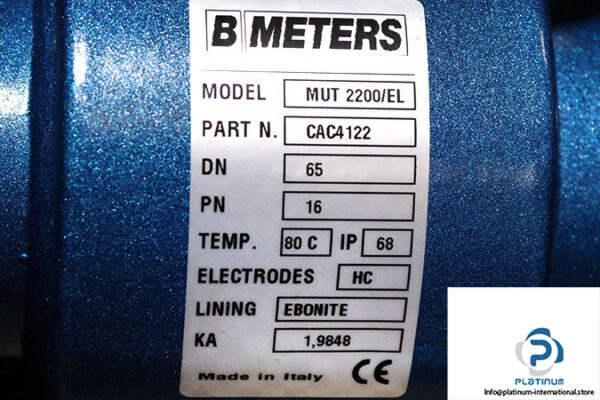 B METERS
MODEL MUT 2200/EL
PART N. CAC4122
DN 65
PN 16
TEMP. 80 C IP 68
ELECTRODES HC
LINING EBONITE
KA 1,9848
Made in Italy CE
PLATINUM
Info@platinum-international.store